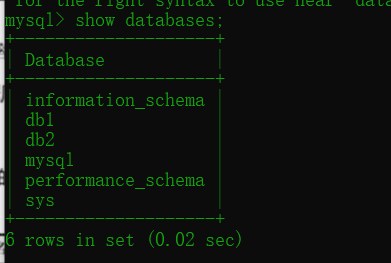 for the right syntax to use near 'data
mysql> show databases;
+--------------------+
| Database           |
+--------------------+
| information_schema |
| db1                |
| db2                |
| mysql              |
| performance_schema |
| sys                |
+--------------------+
6 rows in set (0.02 sec)